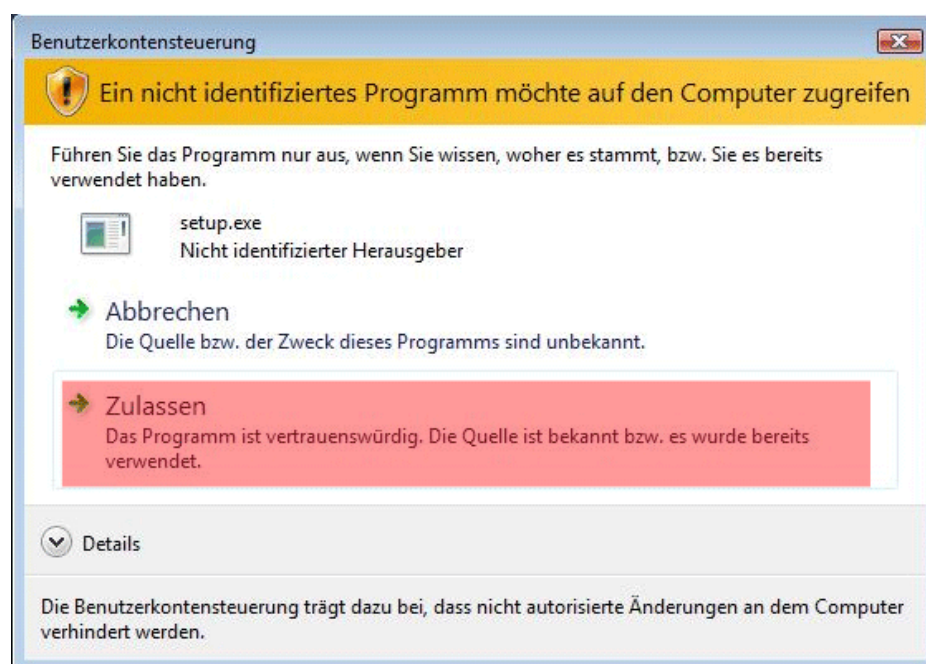 Benutzerkontensteuerung
Ein nicht identifiziertes Programm möchte auf den Computer zugreifen
Führen Sie das Programm nur aus, wenn Sie wissen, woher es stammt, bzw. Sie es bereits
verwendet haben.
setup.exe
Nicht identifizierter Herausgeber
Abbrechen
Die Quelle bzw. der Zweck dieses Programms sind unbekannt.
Zulassen
Das Programm ist vertrauenswürdig. Die Quelle ist bekannt bzw. es wurde bereits
verwendet.
Details
Die Benutzerkontensteuerung trägt dazu bei, dass nicht autorisierte Änderungen an dem Computer
verhindert werden.